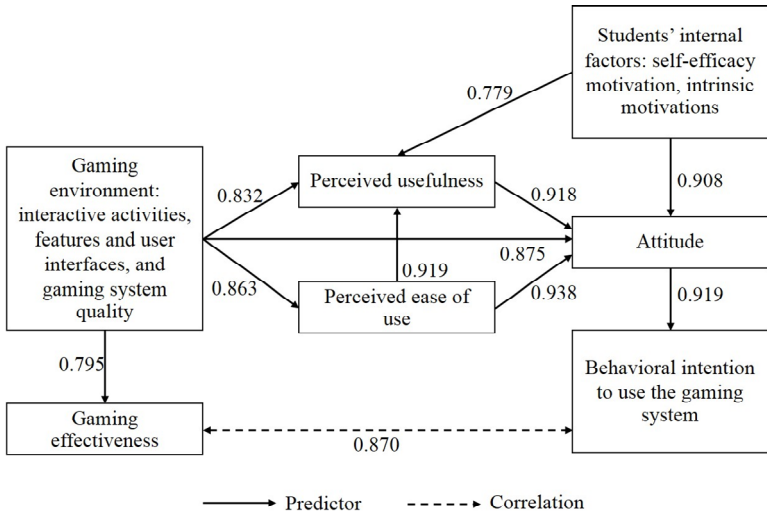 Students' internal
factors: self-efficacy
motivation, intrinsic
motivations
0.779
Gaming
environment:
interactive activities,
features and user
interfaces, and
gaming system
quality
0.832
Perceived usefulness
0.918
0.908
Attitude
0.875
0.919
0.863
Perceived ease of
use
0.938
0.919
0.795
Behavioral intention
to use the gaming
system
Gaming
effectiveness
0.870
Predictor
Correlation